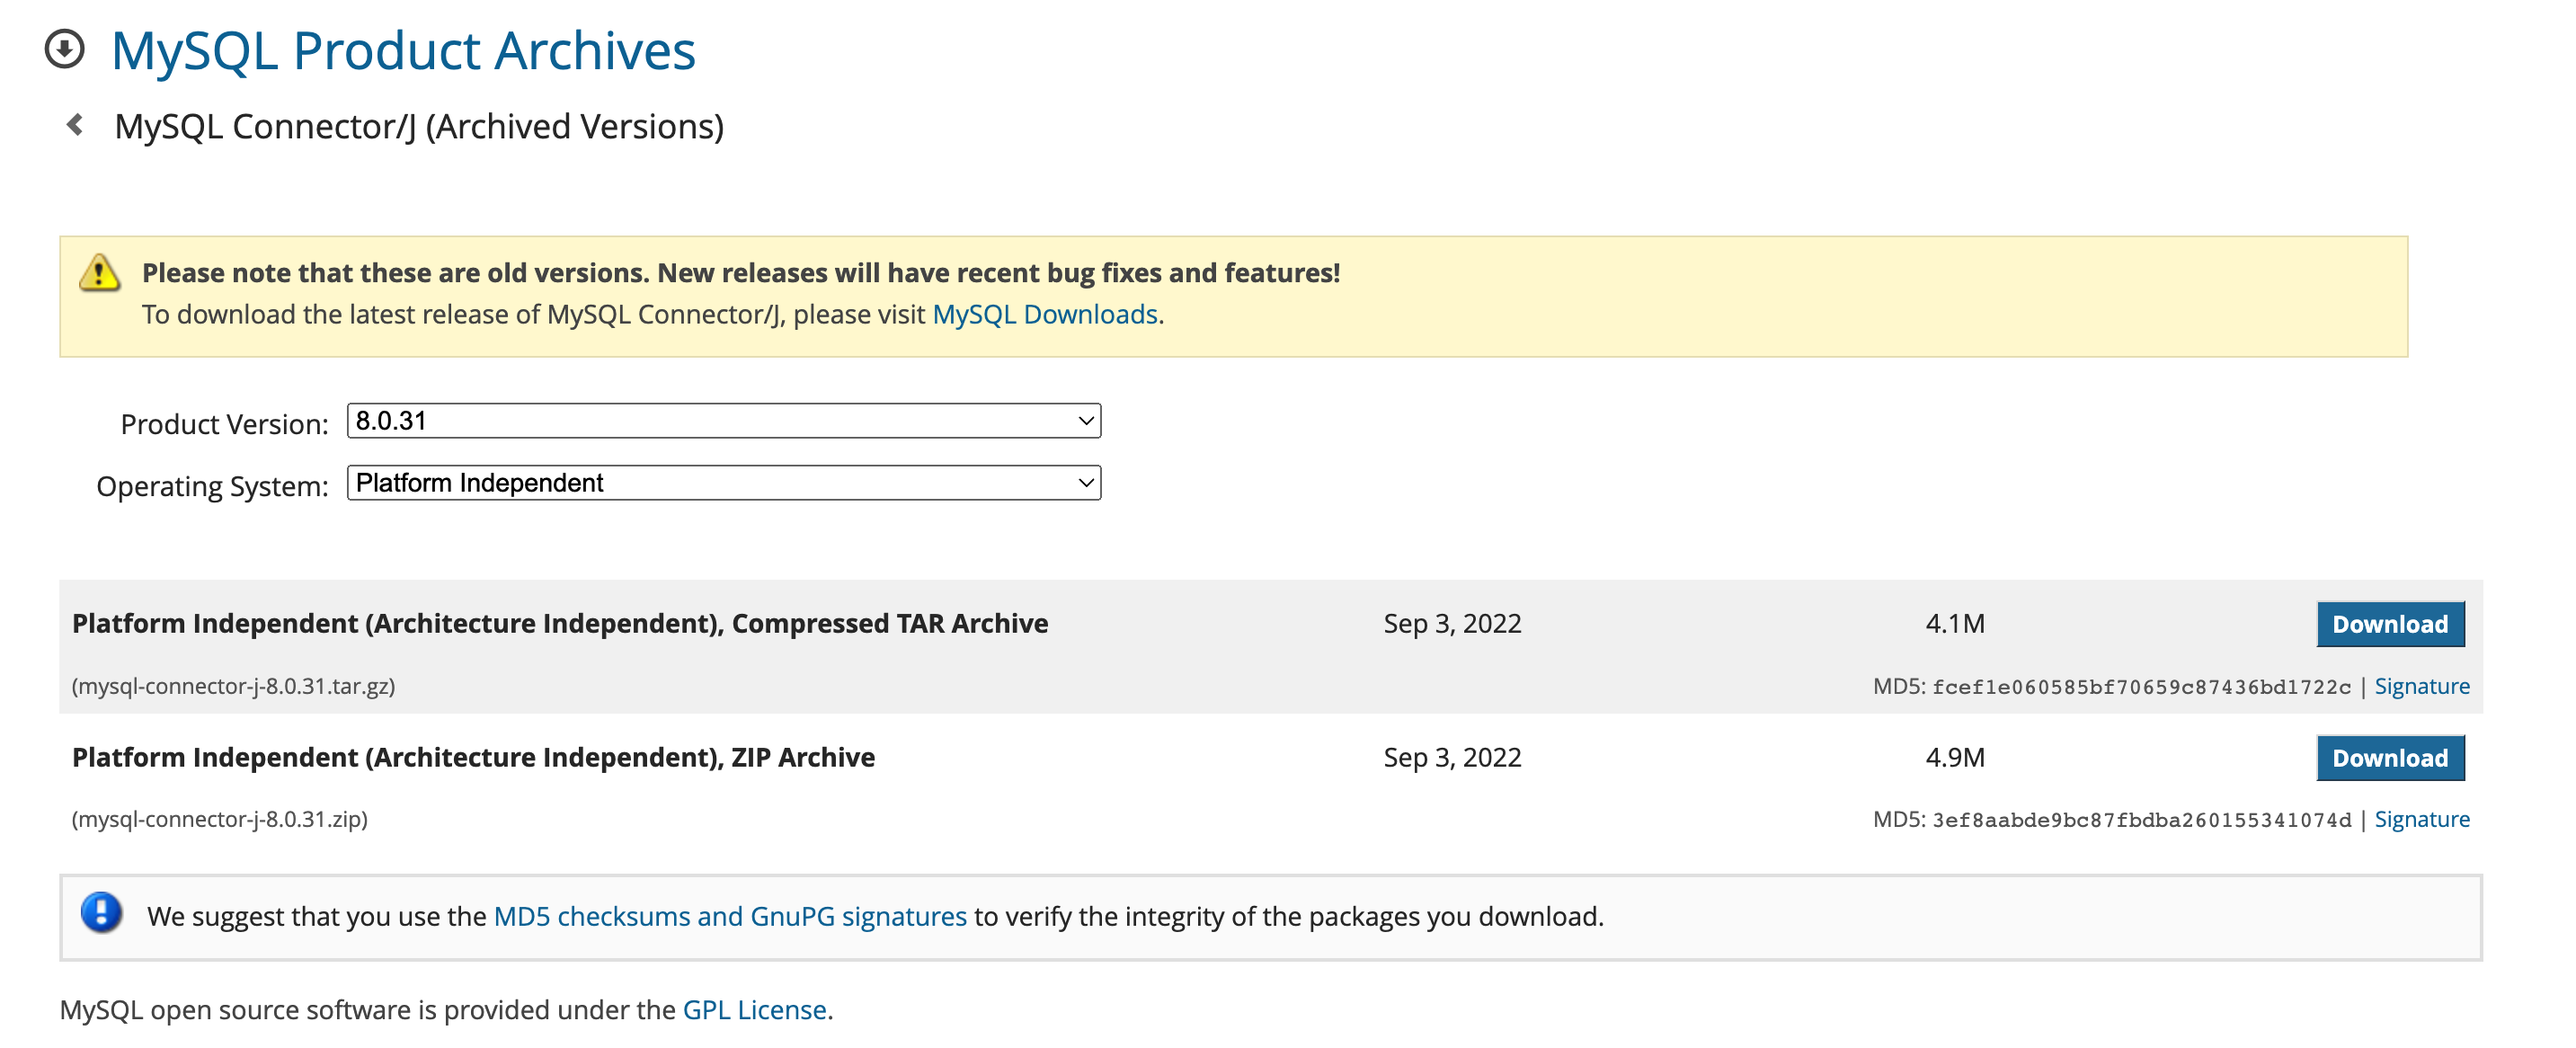 MySQL Product Archives
MySQL Connector/J (Archived Versions)
Please note that these are old versions. New releases will have recent bug fixes and features!
To download the latest release of MySQL Connector/J, please visit MySQL Downloads.
Product Version: 8.0.31
Operating System: Platform Independent
Platform Independent (Architecture Independent), Compressed TAR Archive Sep 3, 2022 4.1M Download
(mysql-connector-j-8.0.31.tar.gz) MD5: fcef1e060585bf70659c87436bd1722c | Signature
Platform Independent (Architecture Independent), ZIP Archive Sep 3, 2022 4.9M Download
(mysql-connector-j-8.0.31.zip) MD5: 3ef8aabde9bc87fbdba260155341074d | Signature
We suggest that you use the MD5 checksums and GnuPG signatures to verify the integrity of the packages you download.
MySQL open source software is provided under the GPL License.